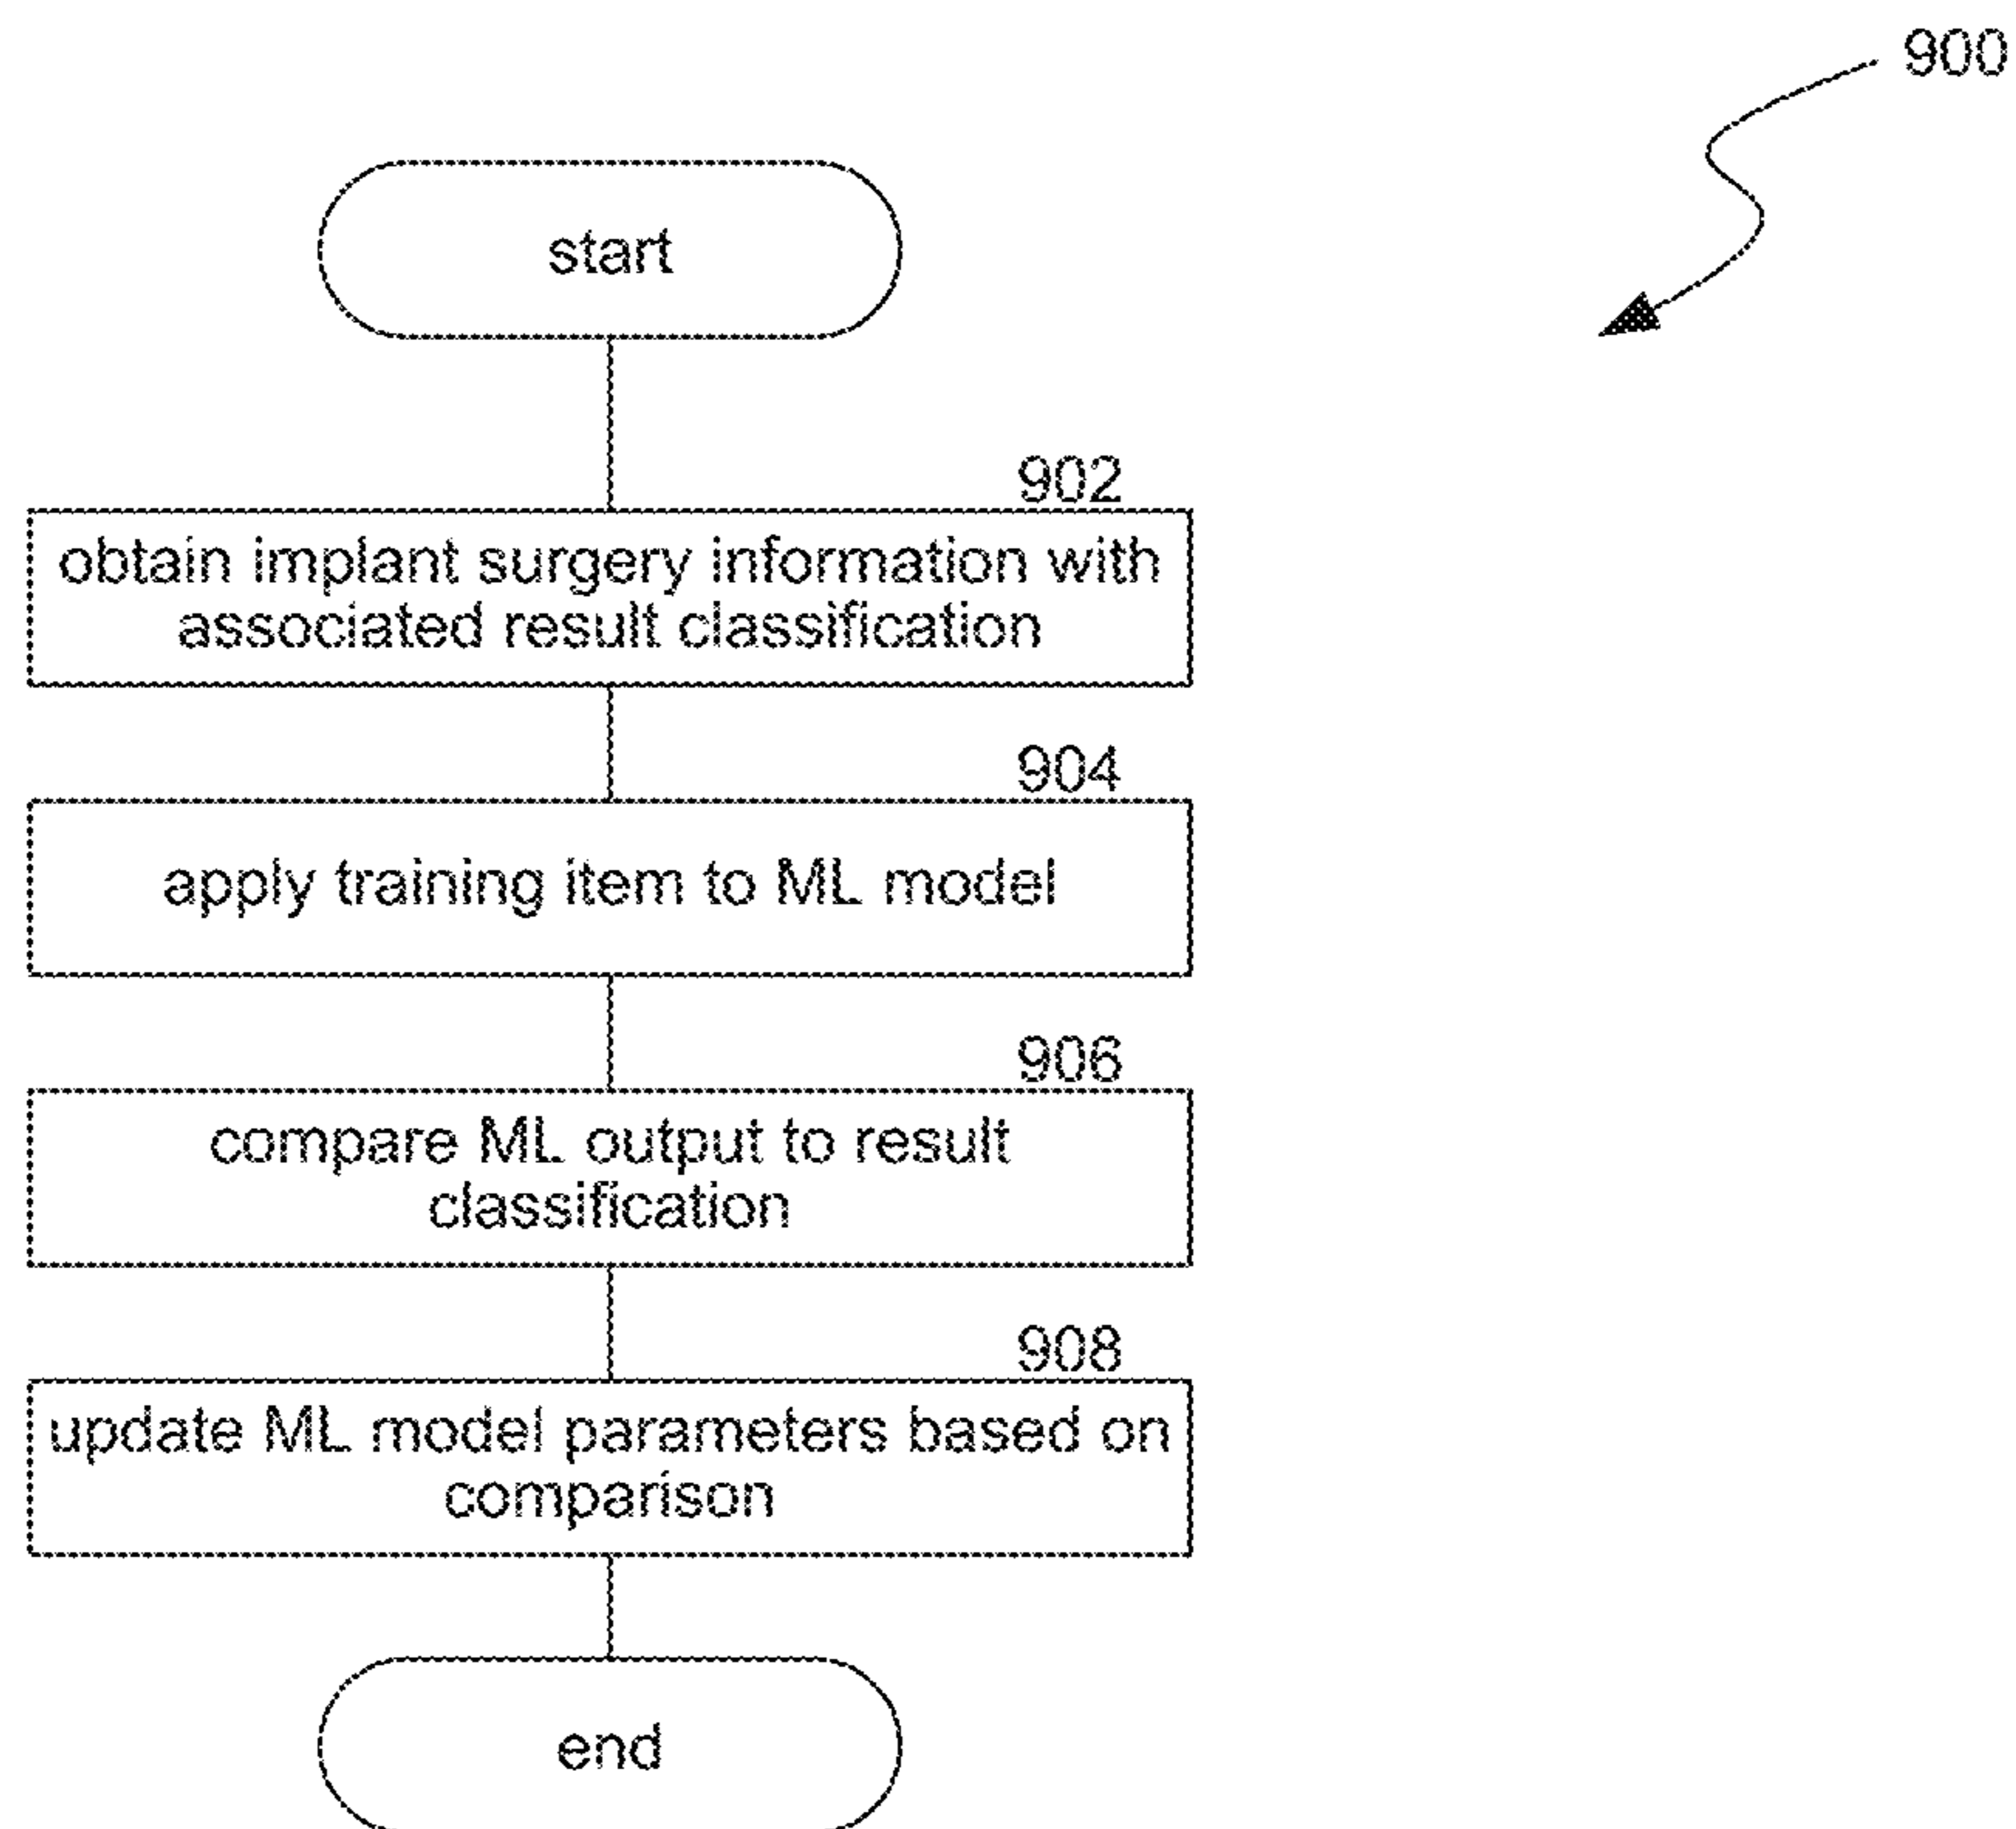 900
start
902
obtain implant surgery information with
associated result classification
904
apply training item to ML model
906
compare ML output to result
classification
908
update ML model parameters based on
comparison
end